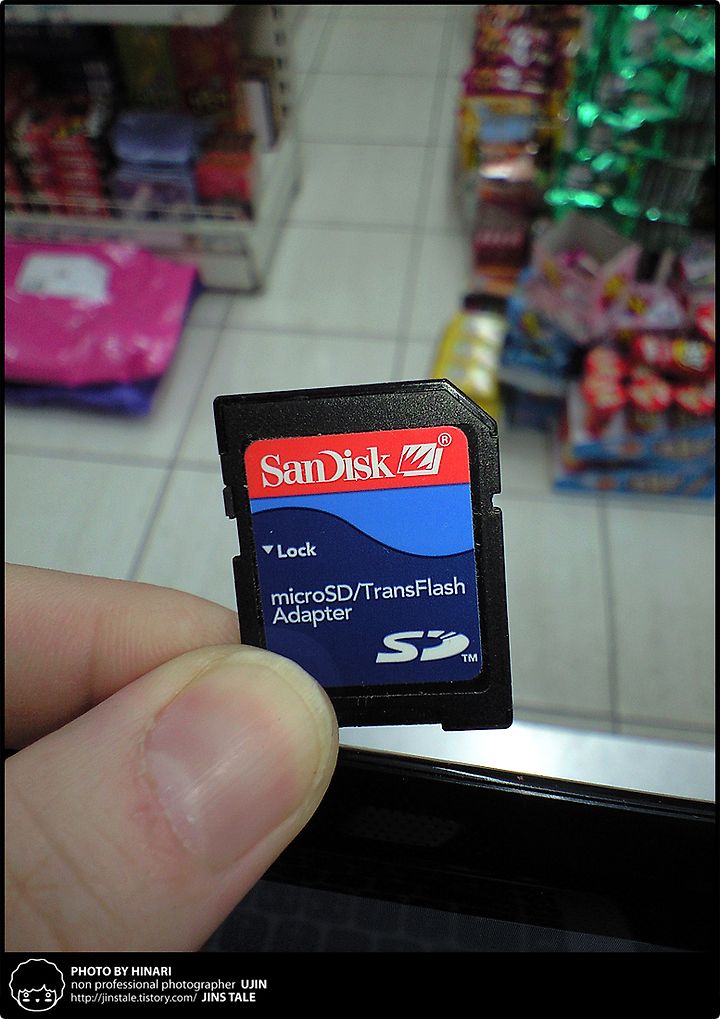 SanDisk ®
Lock
microSD/TransFlash
Adapter
SD TM
PHOTO BY HINARI
non professional photographer UJIN
http://jinstale.tistory.com/ JINS TALE